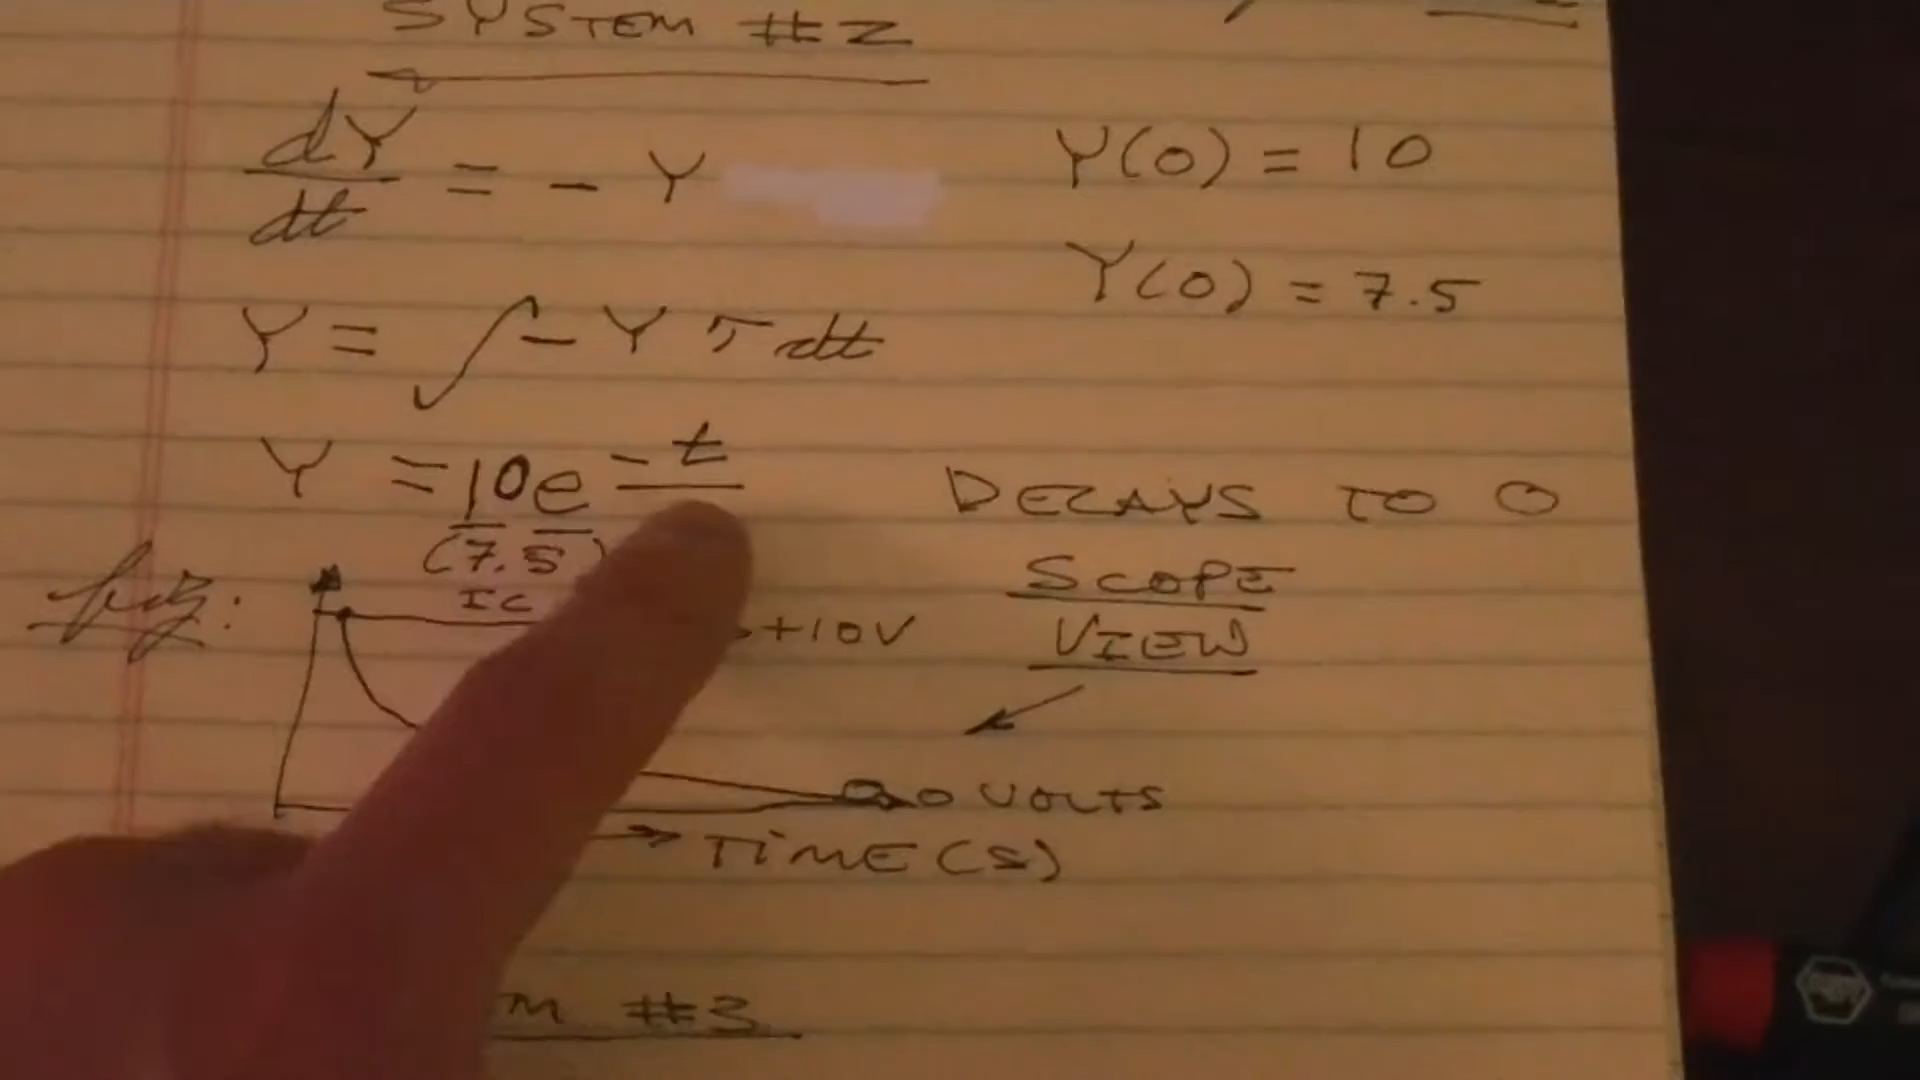 SYSTEM #2
dY/dt = - Y
Y(0) = 10
Y(0) = 7.5
Y = ∫ - Y dt
Y = 10e - t
DECAYS TO 0
(7.5)
IC
SCOPE
VIEW
+10V
0 VOLTS
TIME (S)
M #3